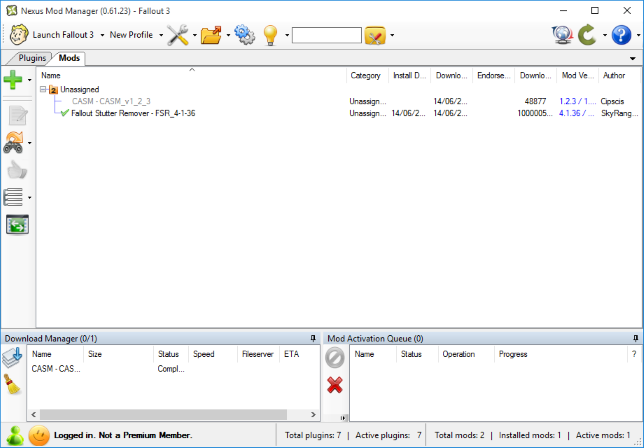 Nexus Mod Manager (0.61.23) - Fallout 3
Launch Fallout 3 New Profile
Plugins Mods
Name Category Install D... Downlo... Endorse... Downlo... Mod Ve... Author
2 Unassigned
CASM - CASM_v1_2_3 Unassign... 14/06/2... 48877 1.2.3 / 1.... Cipscis
Fallout Stutter Remover - FSR_4-1-36 Unassign... 14/06/2... 14/06/2... 1000005... 4.1.36 / ... SkyRang...
Download Manager (0/1) Mod Activation Queue (0)
Name Size Status Speed Fileserver ETA Name Status Operation Progress ?
CASM - CAS... Compl...
Logged in. Not a Premium Member. Total plugins: 7 | Active plugins: 7 Total mods: 2 | Installed mods: 1 | Active mods: 1